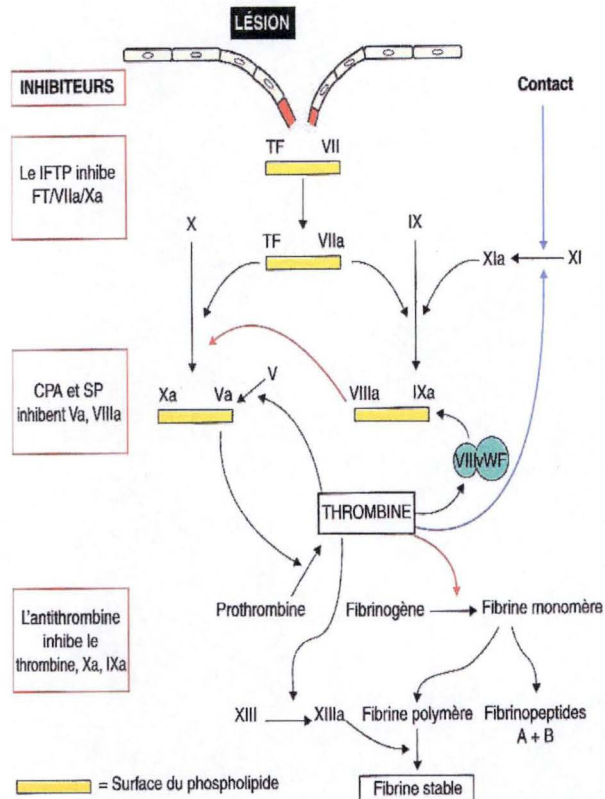 LÉSION
INHIBITEURS
Contact
TF VII
Le IFTP inhibe
FT/VIIa/Xa
X
IX
TF VIIa
XIa
XI
CPA et SP
inhibent Va, VIIIa
Xa Va
V
VIIIa IXa
VIII vWF
THROMBINE
L'antithrombine
inhibe le
thrombine, Xa, IXa
Prothrombine
Fibrinogène
Fibrine monomère
XIII
XIIIa
Fibrine polymère
Fibrinopeptides
A + B
= Surface du phospholipide
Fibrine stable